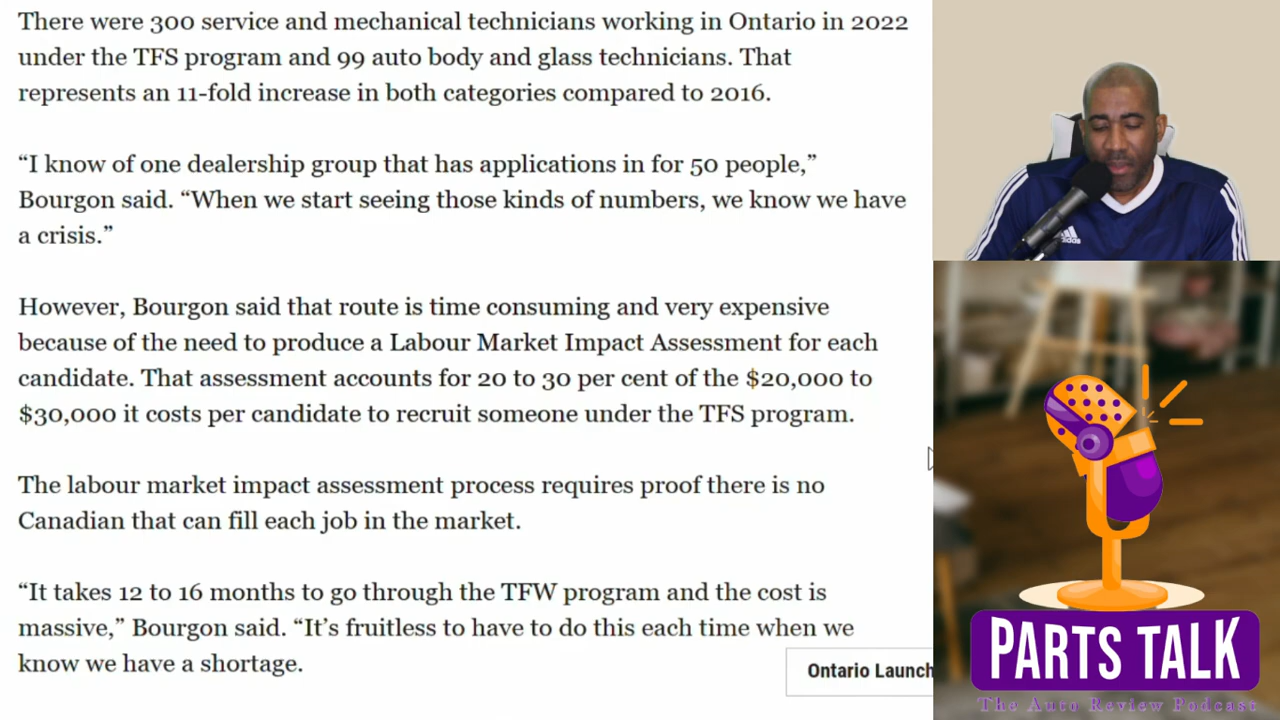 There were 300 service and mechanical technicians working in Ontario in 2022
under the TFS program and 99 auto body and glass technicians. That
represents an 11-fold increase in both categories compared to 2016.
“I know of one dealership group that has applications in for 50 people,”
Bourgon said. “When we start seeing those kinds of numbers, we know we have
a crisis.”
However, Bourgon said that route is time consuming and very expensive
because of the need to produce a Labour Market Impact Assessment for each
candidate. That assessment accounts for 20 to 30 per cent of the $20,000 to
$30,000 it costs per candidate to recruit someone under the TFS program.
The labour market impact assessment process requires proof there is no
Canadian that can fill each job in the market.
“It takes 12 to 16 months to go through the TFW program and the cost is
massive,” Bourgon said. “It’s fruitless to have to do this each time when we
know we have a shortage.
Ontario Launch
adidas
PARTS TALK
The Auto Review Podcast